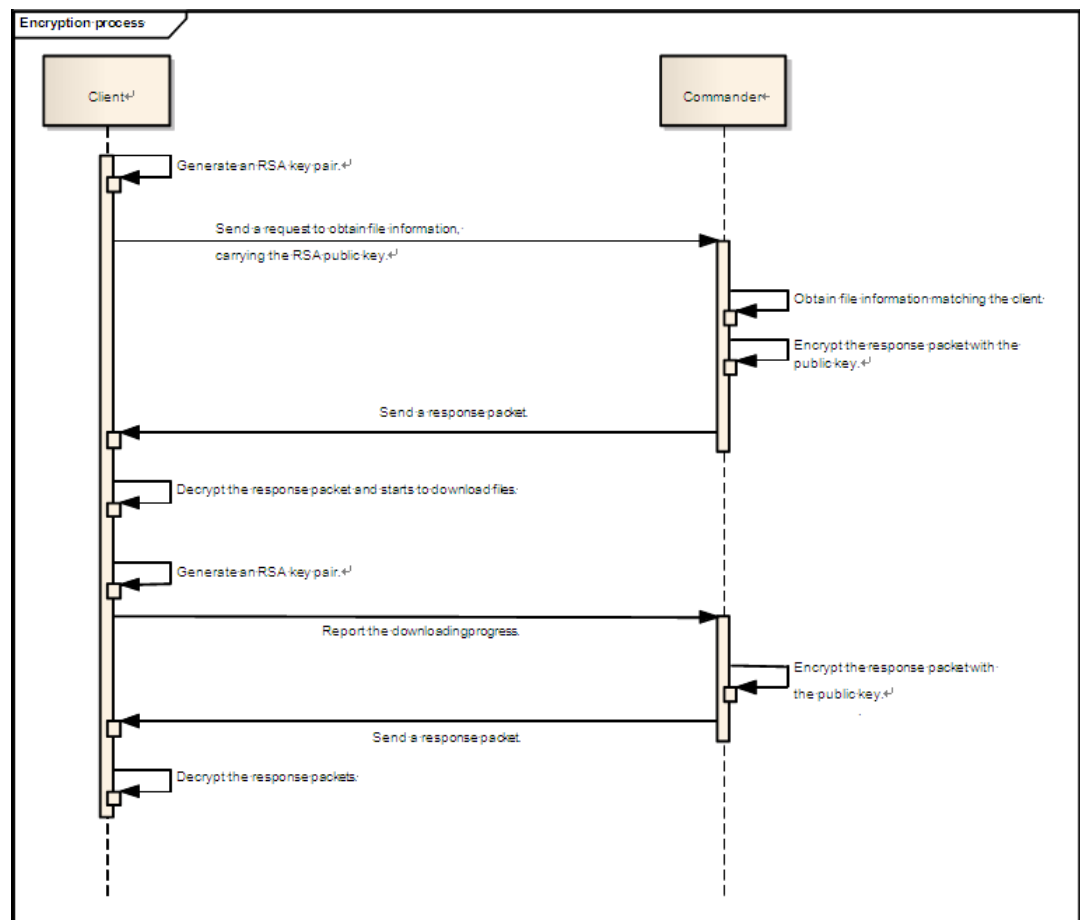 Encryption process
Client
Commander
Generate an RSA key pair.
Send a request to obtain file information,
carrying the RSA public key.
Obtain file information matching the client.
Encrypt the response packet with the
public key.
Send a response packet.
Decrypt the response packet and starts to download files.
Generate an RSA key pair.
Report the downloading progress.
Encrypt the response packet with
the public key.
Send a response packet.
Decrypt the response packets.